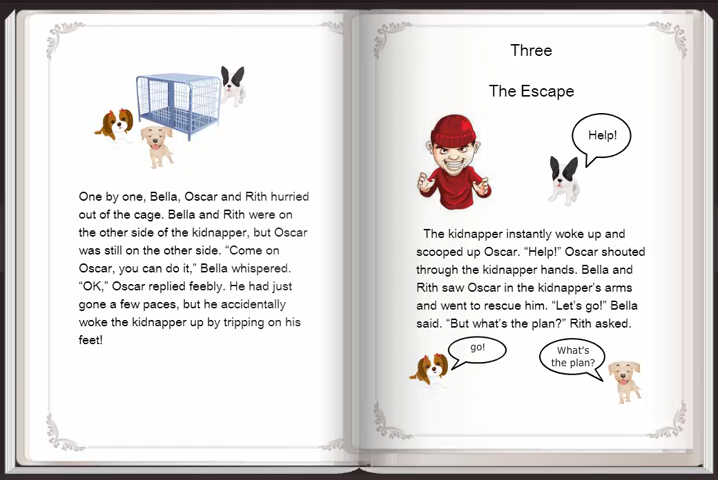 One by one, Bella, Oscar and Rith hurried
out of the cage. Bella and Rith were on
the other side of the kidnapper, but Oscar
was still on the other side. “Come on
Oscar, you can do it,” Bella whispered.
“OK,” Oscar replied feebly. He had just
gone a few paces, but he accidentally
woke the kidnapper up by tripping on his
feet!
Three
The Escape
Help!
The kidnapper instantly woke up and
scooped up Oscar. “Help!” Oscar shouted
through the kidnapper hands. Bella and
Rith saw Oscar in the kidnapper’s arms
and went to rescue him. “Let’s go!” Bella
said. “But what’s the plan?” Rith asked.
go!
What's
the plan?